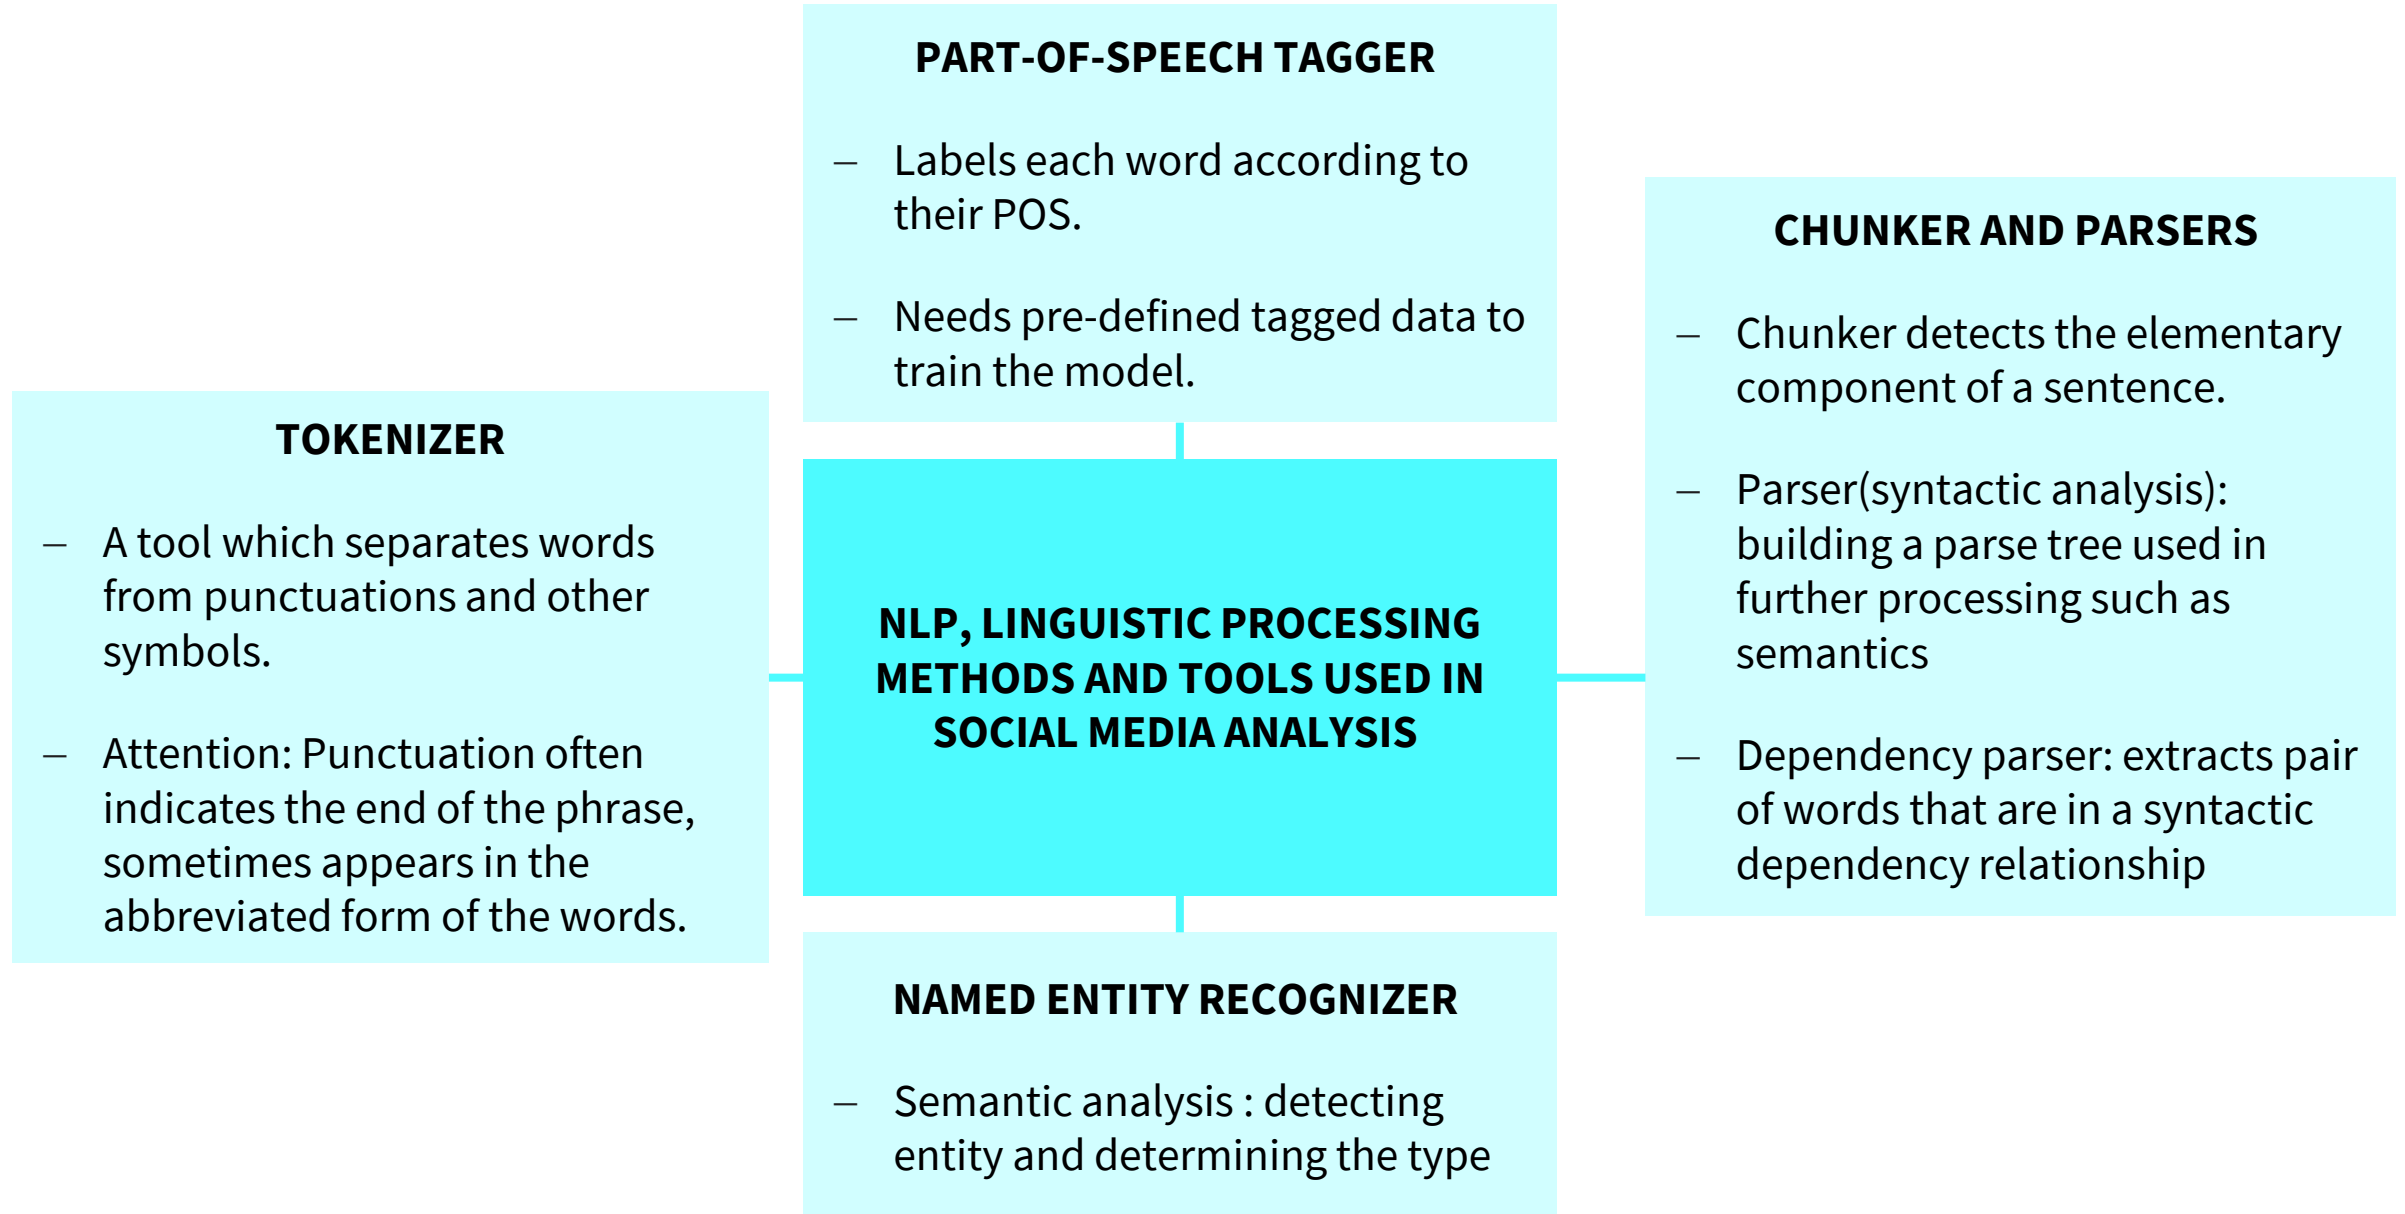 PART-OF-SPEECH TAGGER
– Labels each word according to
their POS.
– Needs pre-defined tagged data to
train the model.
TOKENIZER
– A tool which separates words
from punctuations and other
symbols.
– Attention: Punctuation often
indicates the end of the phrase,
sometimes appears in the
abbreviated form of the words.
NLP, LINGUISTIC PROCESSING
METHODS AND TOOLS USED IN
SOCIAL MEDIA ANALYSIS
CHUNKER AND PARSERS
– Chunker detects the elementary
component of a sentence.
– Parser(syntactic analysis):
building a parse tree used in
further processing such as
semantics
– Dependency parser: extracts pair
of words that are in a syntactic
dependency relationship
NAMED ENTITY RECOGNIZER
– Semantic analysis : detecting
entity and determining the type